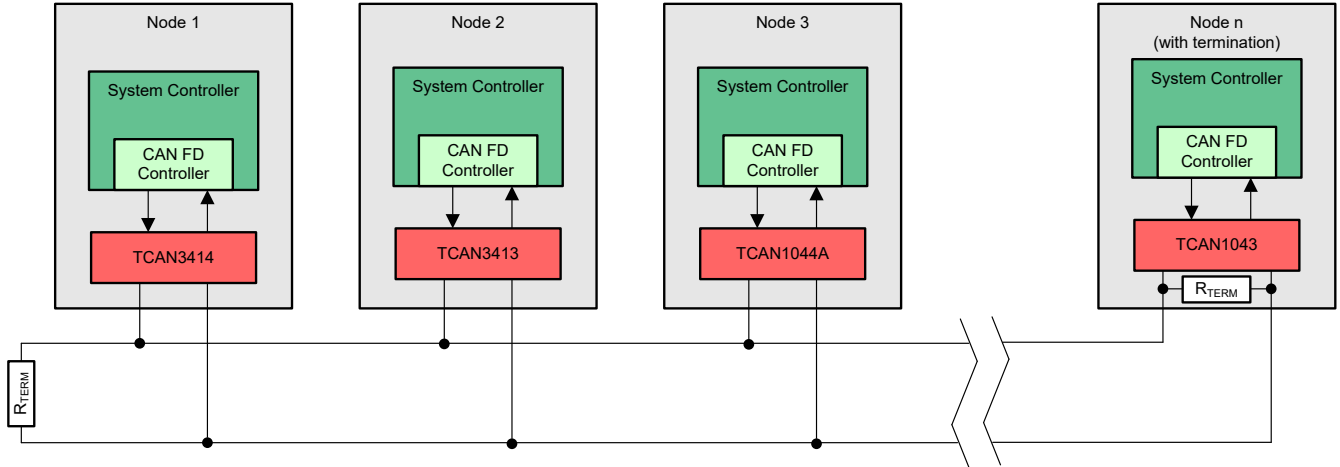 Node 1
System Controller
CAN FD
Controller
TCAN3414
Node 2
System Controller
CAN FD
Controller
TCAN3413
Node 3
System Controller
CAN FD
Controller
TCAN1044A
Node n
(with termination)
System Controller
CAN FD
Controller
TCAN1043
RTERM
RTERM